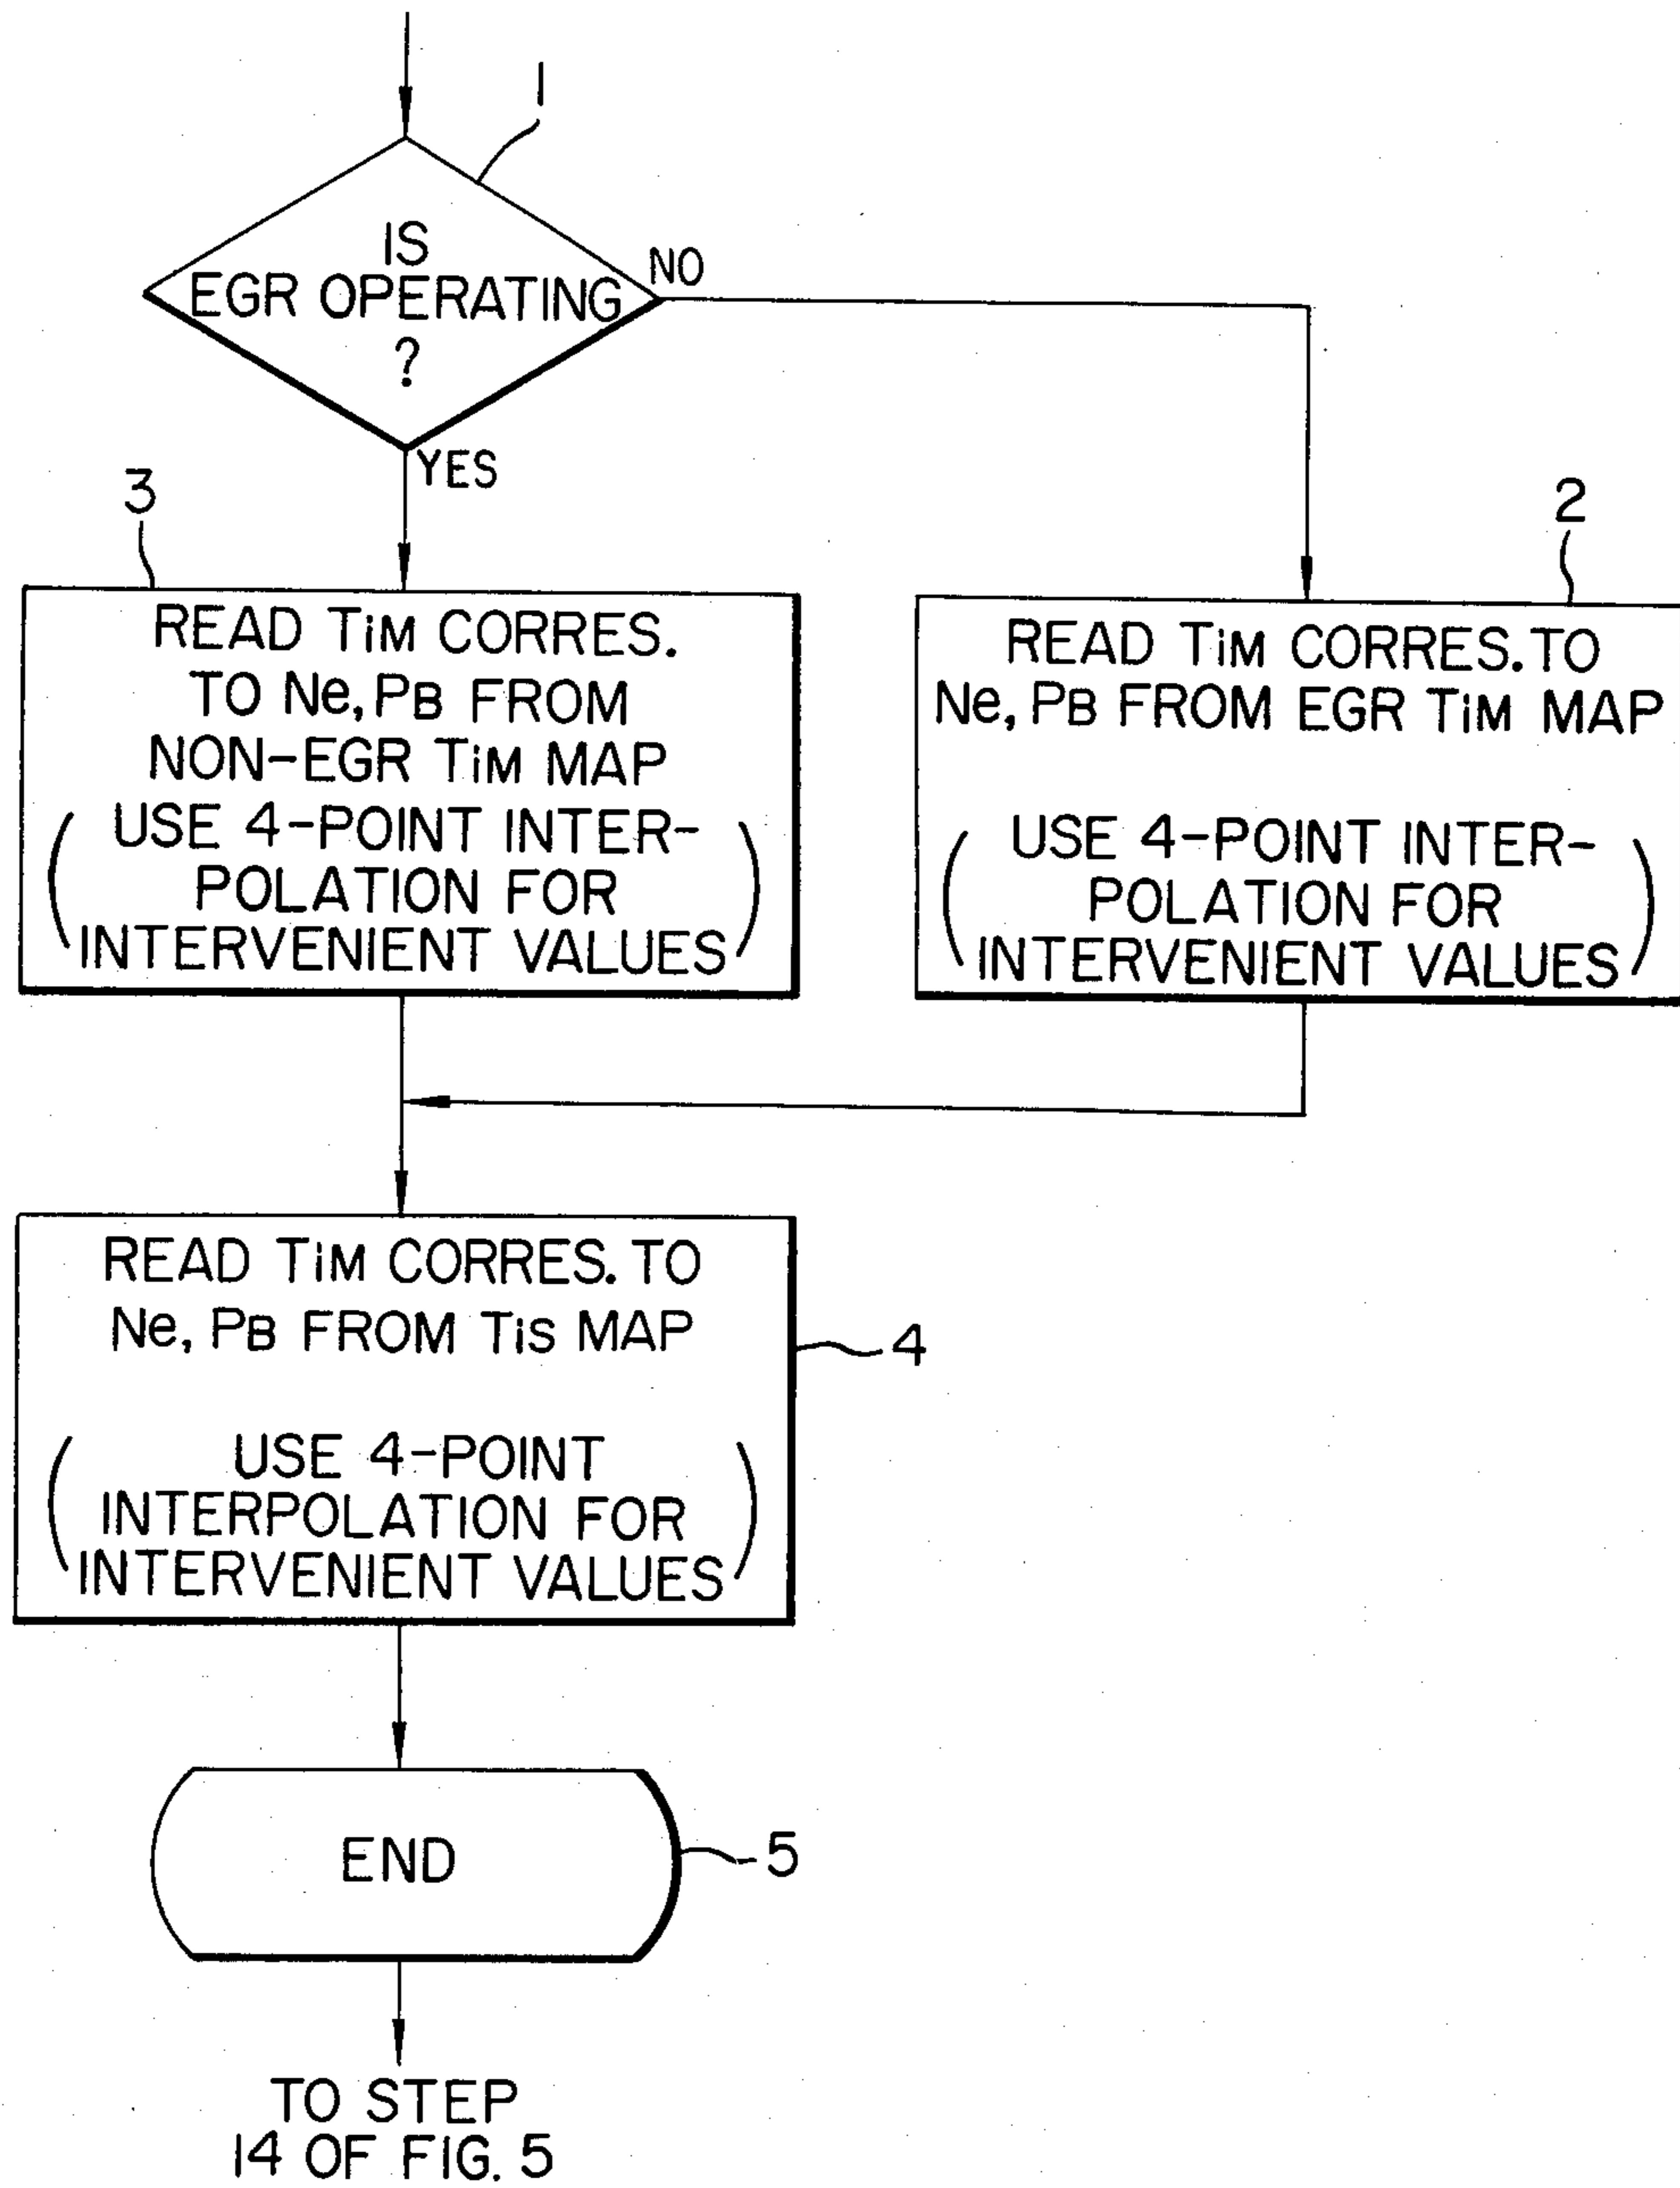 1
IS
EGR OPERATING
?
NO
YES
3
READ TiM CORRES.
TO Ne, PB FROM
NON-EGR TiM MAP
( USE 4-POINT INTER-
POLATION FOR
INTERVENIENT VALUES )
2
READ TiM CORRES. TO
Ne, PB FROM EGR TiM MAP
( USE 4-POINT INTER-
POLATION FOR
INTERVENIENT VALUES )
READ TiM CORRES. TO
Ne, PB FROM Tis MAP
( USE 4-POINT
INTERPOLATION FOR
INTERVENIENT VALUES )
4
END
5
TO STEP
14 OF FIG. 5